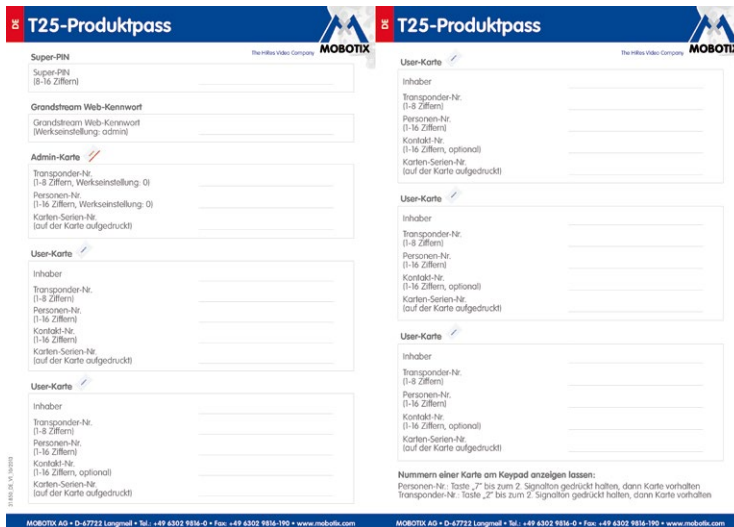 DE
T25-Produktpass
MOBOTIX
The HiRes Video Company
Super-PIN
Super-PIN
(8-16 Ziffern)
Grandstream Web-Kennwort
Grandstream Web-Kennwort
(Werkseinstellung: admin)
Admin-Karte
Transponder-Nr.
(1-8 Ziffern, Werkseinstellung: 0)
Personen-Nr.
(1-16 Ziffern, Werkseinstellung: 0)
Karten-Serien-Nr.
(auf der Karte aufgedruckt)
User-Karte
Inhaber
Transponder-Nr.
(1-8 Ziffern)
Personen-Nr.
(1-16 Ziffern)
Kontakt-Nr.
(1-16 Ziffern)
Karten-Serien-Nr.
(auf der Karte aufgedruckt)
User-Karte
Inhaber
Transponder-Nr.
(1-8 Ziffern)
Personen-Nr.
(1-16 Ziffern)
Kontakt-Nr.
(1-16 Ziffern, optional)
Karten-Serien-Nr.
(auf der Karte aufgedruckt)
MOBOTIX AG • D-67722 Langmeil • Tel.: +49 6302 9816-0 • Fax: +49 6302 9816-190 • www.mobotix.com
DE
T25-Produktpass
MOBOTIX
The HiRes Video Company
User-Karte
Inhaber
Transponder-Nr.
(1-8 Ziffern)
Personen-Nr.
(1-16 Ziffern)
Kontakt-Nr.
(1-16 Ziffern, optional)
Karten-Serien-Nr.
(auf der Karte aufgedruckt)
User-Karte
Inhaber
Transponder-Nr.
(1-8 Ziffern)
Personen-Nr.
(1-16 Ziffern)
Kontakt-Nr.
(1-16 Ziffern, optional)
Karten-Serien-Nr.
(auf der Karte aufgedruckt)
User-Karte
Inhaber
Transponder-Nr.
(1-8 Ziffern)
Personen-Nr.
(1-16 Ziffern)
Kontakt-Nr.
(1-16 Ziffern, optional)
Karten-Serien-Nr.
(auf der Karte aufgedruckt)
Nummern einer Karte am Keypad anzeigen lassen:
Personen-Nr.: Taste „7“ bis zum 2. Signalton gedrückt halten, dann Karte vorhalten
Transponder-Nr.: Taste „2“ bis zum 2. Signalton gedrückt halten, dann Karte vorhalten
MOBOTIX AG • D-67722 Langmeil • Tel.: +49 6302 9816-0 • Fax: +49 6302 9816-190 • www.mobotix.com